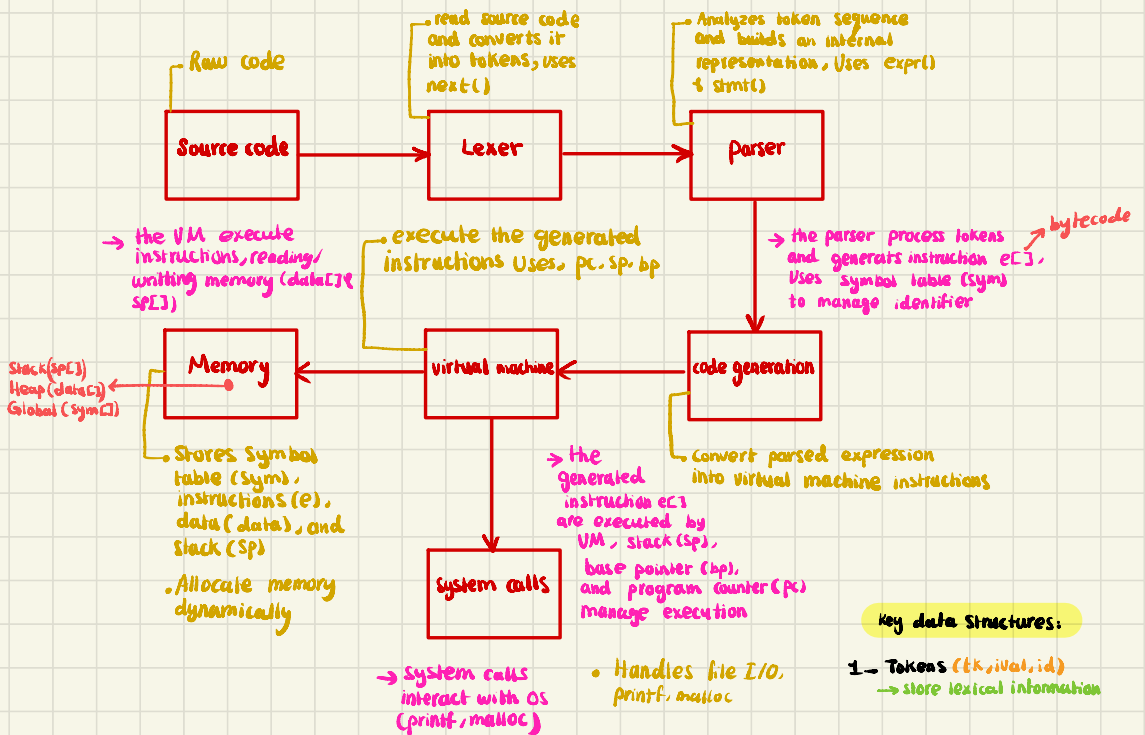 Raw code
Source code
read source code
and converts it
into tokens, uses
next()
Lexer
Analyzes token sequence
and builds an internal
representation, Uses expr()
& stmt()
Parser
→ the VM execute
instructions, reading/
writting memory (data[]&
sp[])
execute the generated
instructions Uses, pc, sp, bp
→ the parser process tokens
and generats instruction e[],
Uses symbol table (sym)
to manage identifier
bytecode
Stack(sp[])
Heap(data[])
Global(sym[])
Memory
virtual machine
code generation
• Stores Symbol
table (sym),
instructions (e),
data(data), and
stack (Sp)
• Allocale memory
dynamically
system calls
→ the
generated
instruction e[]
are executed by
VM, stack(sp),
base pointer (bp),
and program counter(pc)
manage execution
convert parsed expression
into virtual machine instructions
→ system calls
interact with OS
(printf, malloc)
• Handles file I/O,
printf, malloc
Key data Structures:
1- Tokens (tk, ival, id)
→ store lexical information